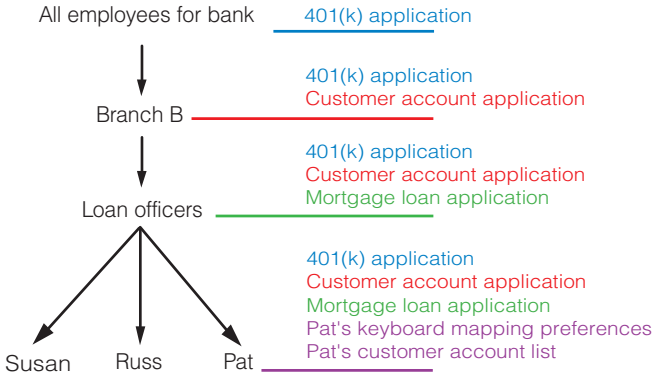 All employees for bank
401(k) application
401(k) application
Customer account application
Branch B
401(k) application
Customer account application
Mortgage loan application
Loan officers
401(k) application
Customer account application
Mortgage loan application
Pat's keyboard mapping preferences
Pat's customer account list
Susan
Russ
Pat